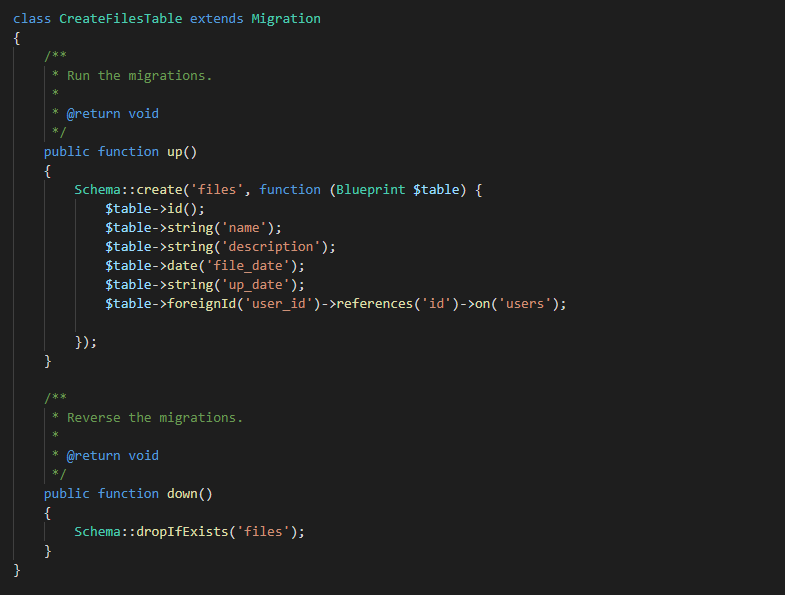 class CreateFilesTable extends Migration
{
    /**
     * Run the migrations.
     *
     * @return void
     */
    public function up()
    {
        Schema::create('files', function (Blueprint $table) {
            $table->id();
            $table->string('name');
            $table->string('description');
            $table->date('file_date');
            $table->string('up_date');
            $table->foreignId('user_id')->references('id')->on('users');

        });
    }

    /**
     * Reverse the migrations.
     *
     * @return void
     */
    public function down()
    {
        Schema::dropIfExists('files');
    }
}